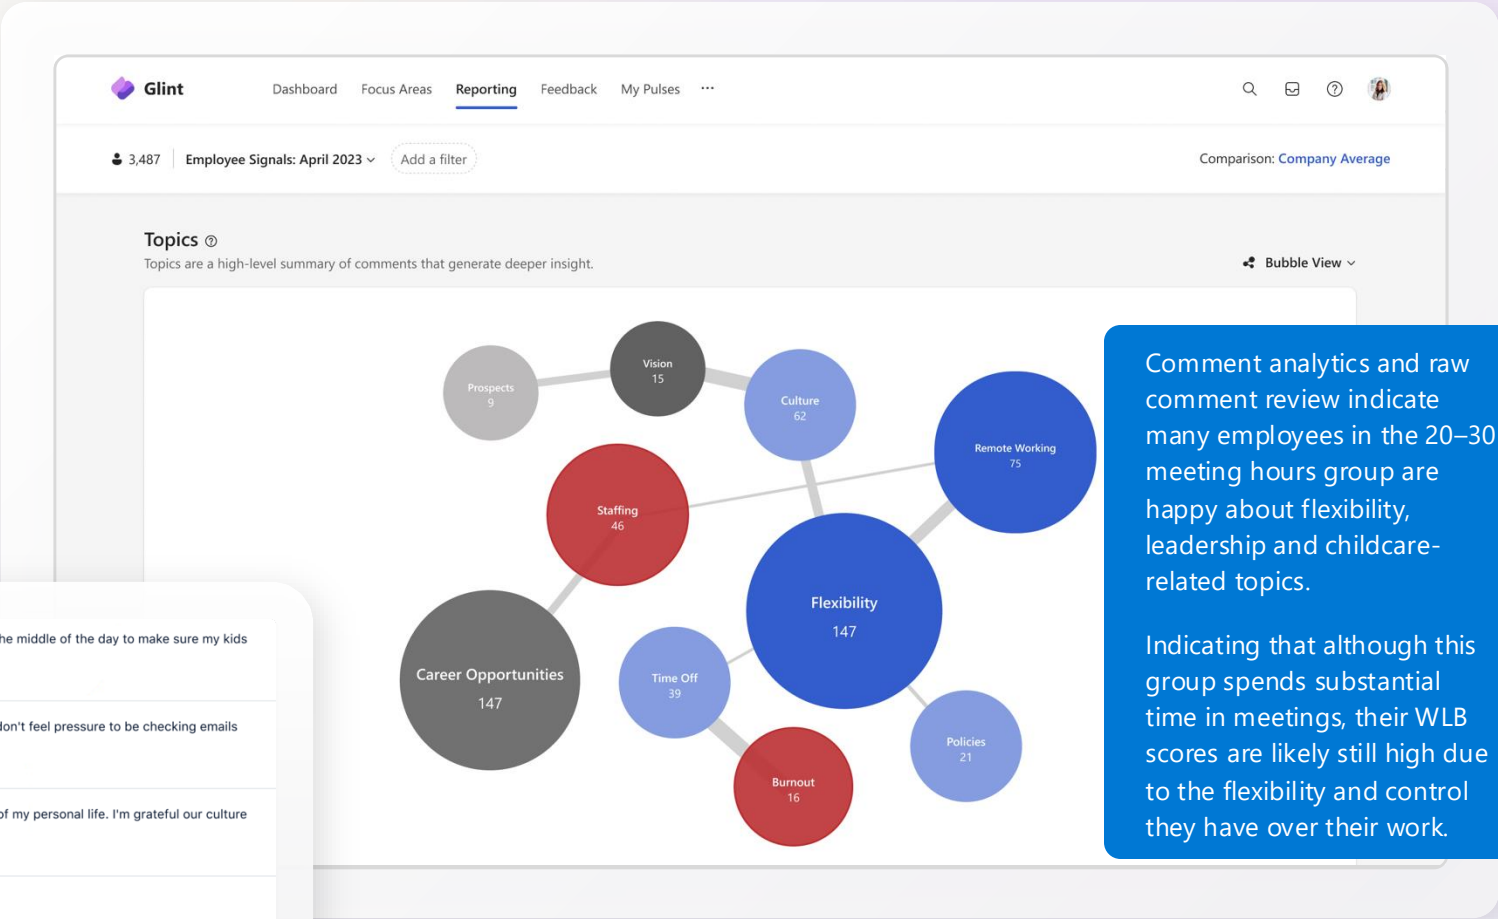 Glint
Dashboard Focus Areas Reporting Feedback My Pulses ...
3,487 Employee Signals: April 2023 Add a filter
Comparison: Company Average
Topics
Topics are a high-level summary of comments that generate deeper insight.
Bubble View
Prospects
9
Vision
15
Culture
62
Remote Working
75
Staffing
46
Flexibility
147
Career Opportunities
147
Time Off
39
Policies
21
Burnout
16
Comment analytics and raw
comment review indicate
many employees in the 20–30
meeting hours group are
happy about flexibility,
leadership and childcare-
related topics.
Indicating that although this
group spends substantial
time in meetings, their WLB
scores are likely still high due
to the flexibility and control
they have over their work.
he middle of the day to make sure my kids
don't feel pressure to be checking emails
of my personal life. I'm grateful our culture